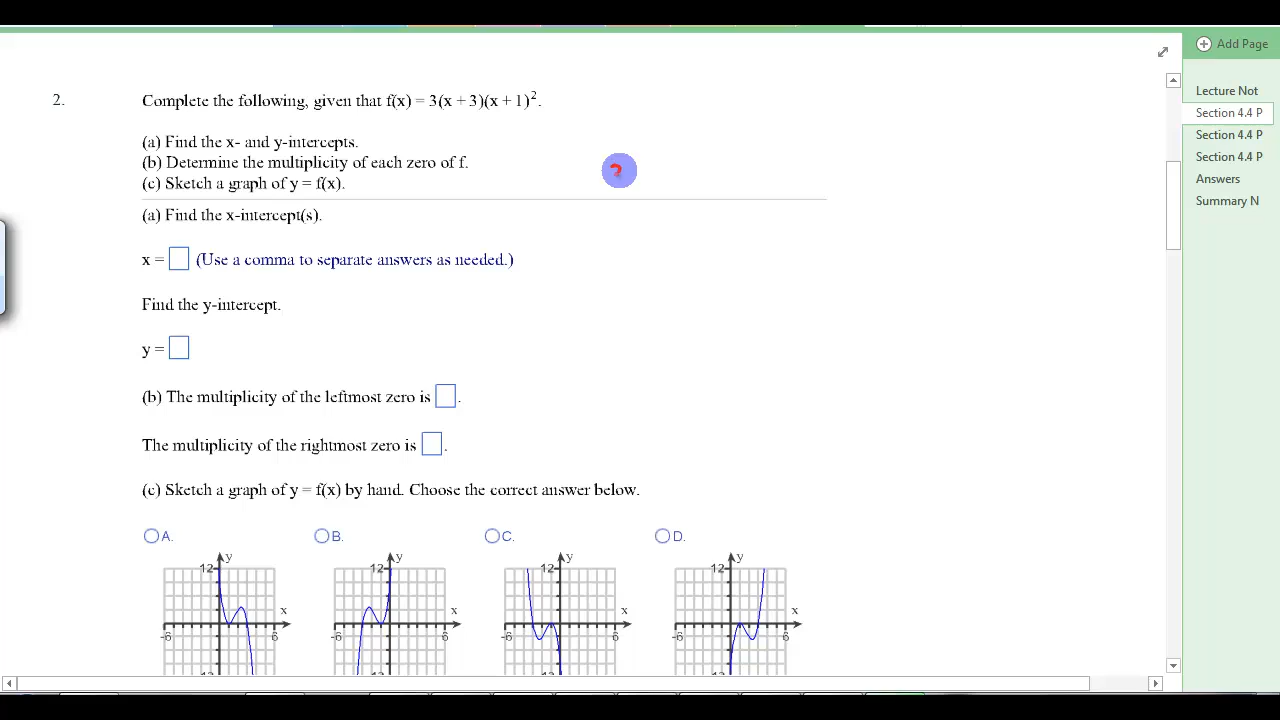 Add Page
2. Complete the following, given that f(x) = 3(x + 3)(x + 1)².
Lecture Not
Section 4.4 P
Section 4.4 P
Section 4.4 P
Answers
Summary N
(a) Find the x- and y-intercepts.
(b) Determine the multiplicity of each zero of f.
?
(c) Sketch a graph of y = f(x).
(a) Find the x-intercept(s).
x = (Use a comma to separate answers as needed.)
Find the y-intercept.
y =
(b) The multiplicity of the leftmost zero is .
The multiplicity of the rightmost zero is .
(c) Sketch a graph of y = f(x) by hand. Choose the correct answer below.
A. B. C. D.
y y y y
12 12 12 12
x x x x
-6 6 -6 6 -6 6 -6 6